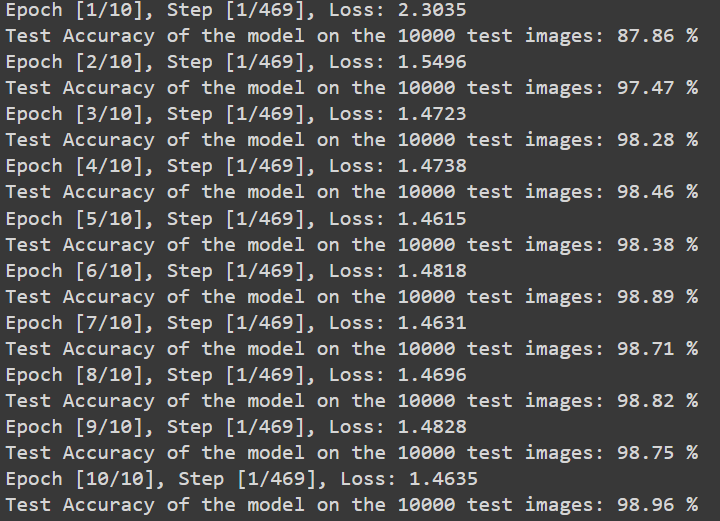 Epoch [1/10], Step [1/469], Loss: 2.3035
Test Accuracy of the model on the 10000 test images: 87.86 %
Epoch [2/10], Step [1/469], Loss: 1.5496
Test Accuracy of the model on the 10000 test images: 97.47 %
Epoch [3/10], Step [1/469], Loss: 1.4723
Test Accuracy of the model on the 10000 test images: 98.28 %
Epoch [4/10], Step [1/469], Loss: 1.4738
Test Accuracy of the model on the 10000 test images: 98.46 %
Epoch [5/10], Step [1/469], Loss: 1.4615
Test Accuracy of the model on the 10000 test images: 98.38 %
Epoch [6/10], Step [1/469], Loss: 1.4818
Test Accuracy of the model on the 10000 test images: 98.89 %
Epoch [7/10], Step [1/469], Loss: 1.4631
Test Accuracy of the model on the 10000 test images: 98.71 %
Epoch [8/10], Step [1/469], Loss: 1.4696
Test Accuracy of the model on the 10000 test images: 98.82 %
Epoch [9/10], Step [1/469], Loss: 1.4828
Test Accuracy of the model on the 10000 test images: 98.75 %
Epoch [10/10], Step [1/469], Loss: 1.4635
Test Accuracy of the model on the 10000 test images: 98.96 %